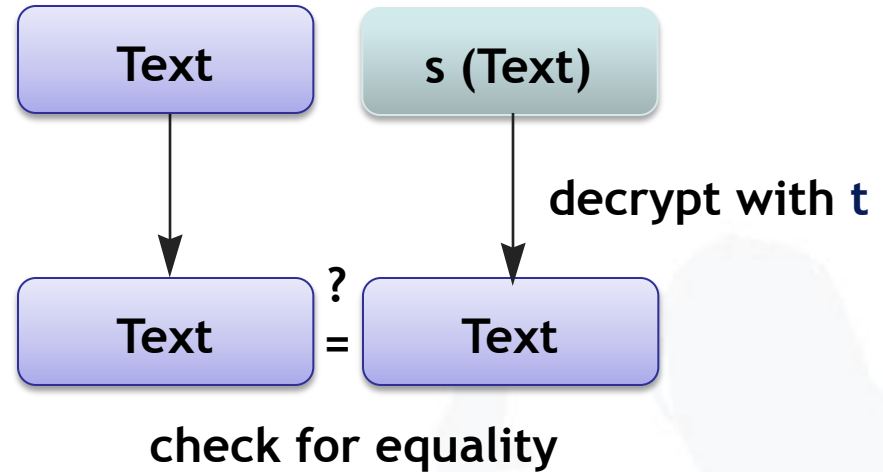 Text
s (Text)
decrypt with t
Text
?
=
Text
check for equality